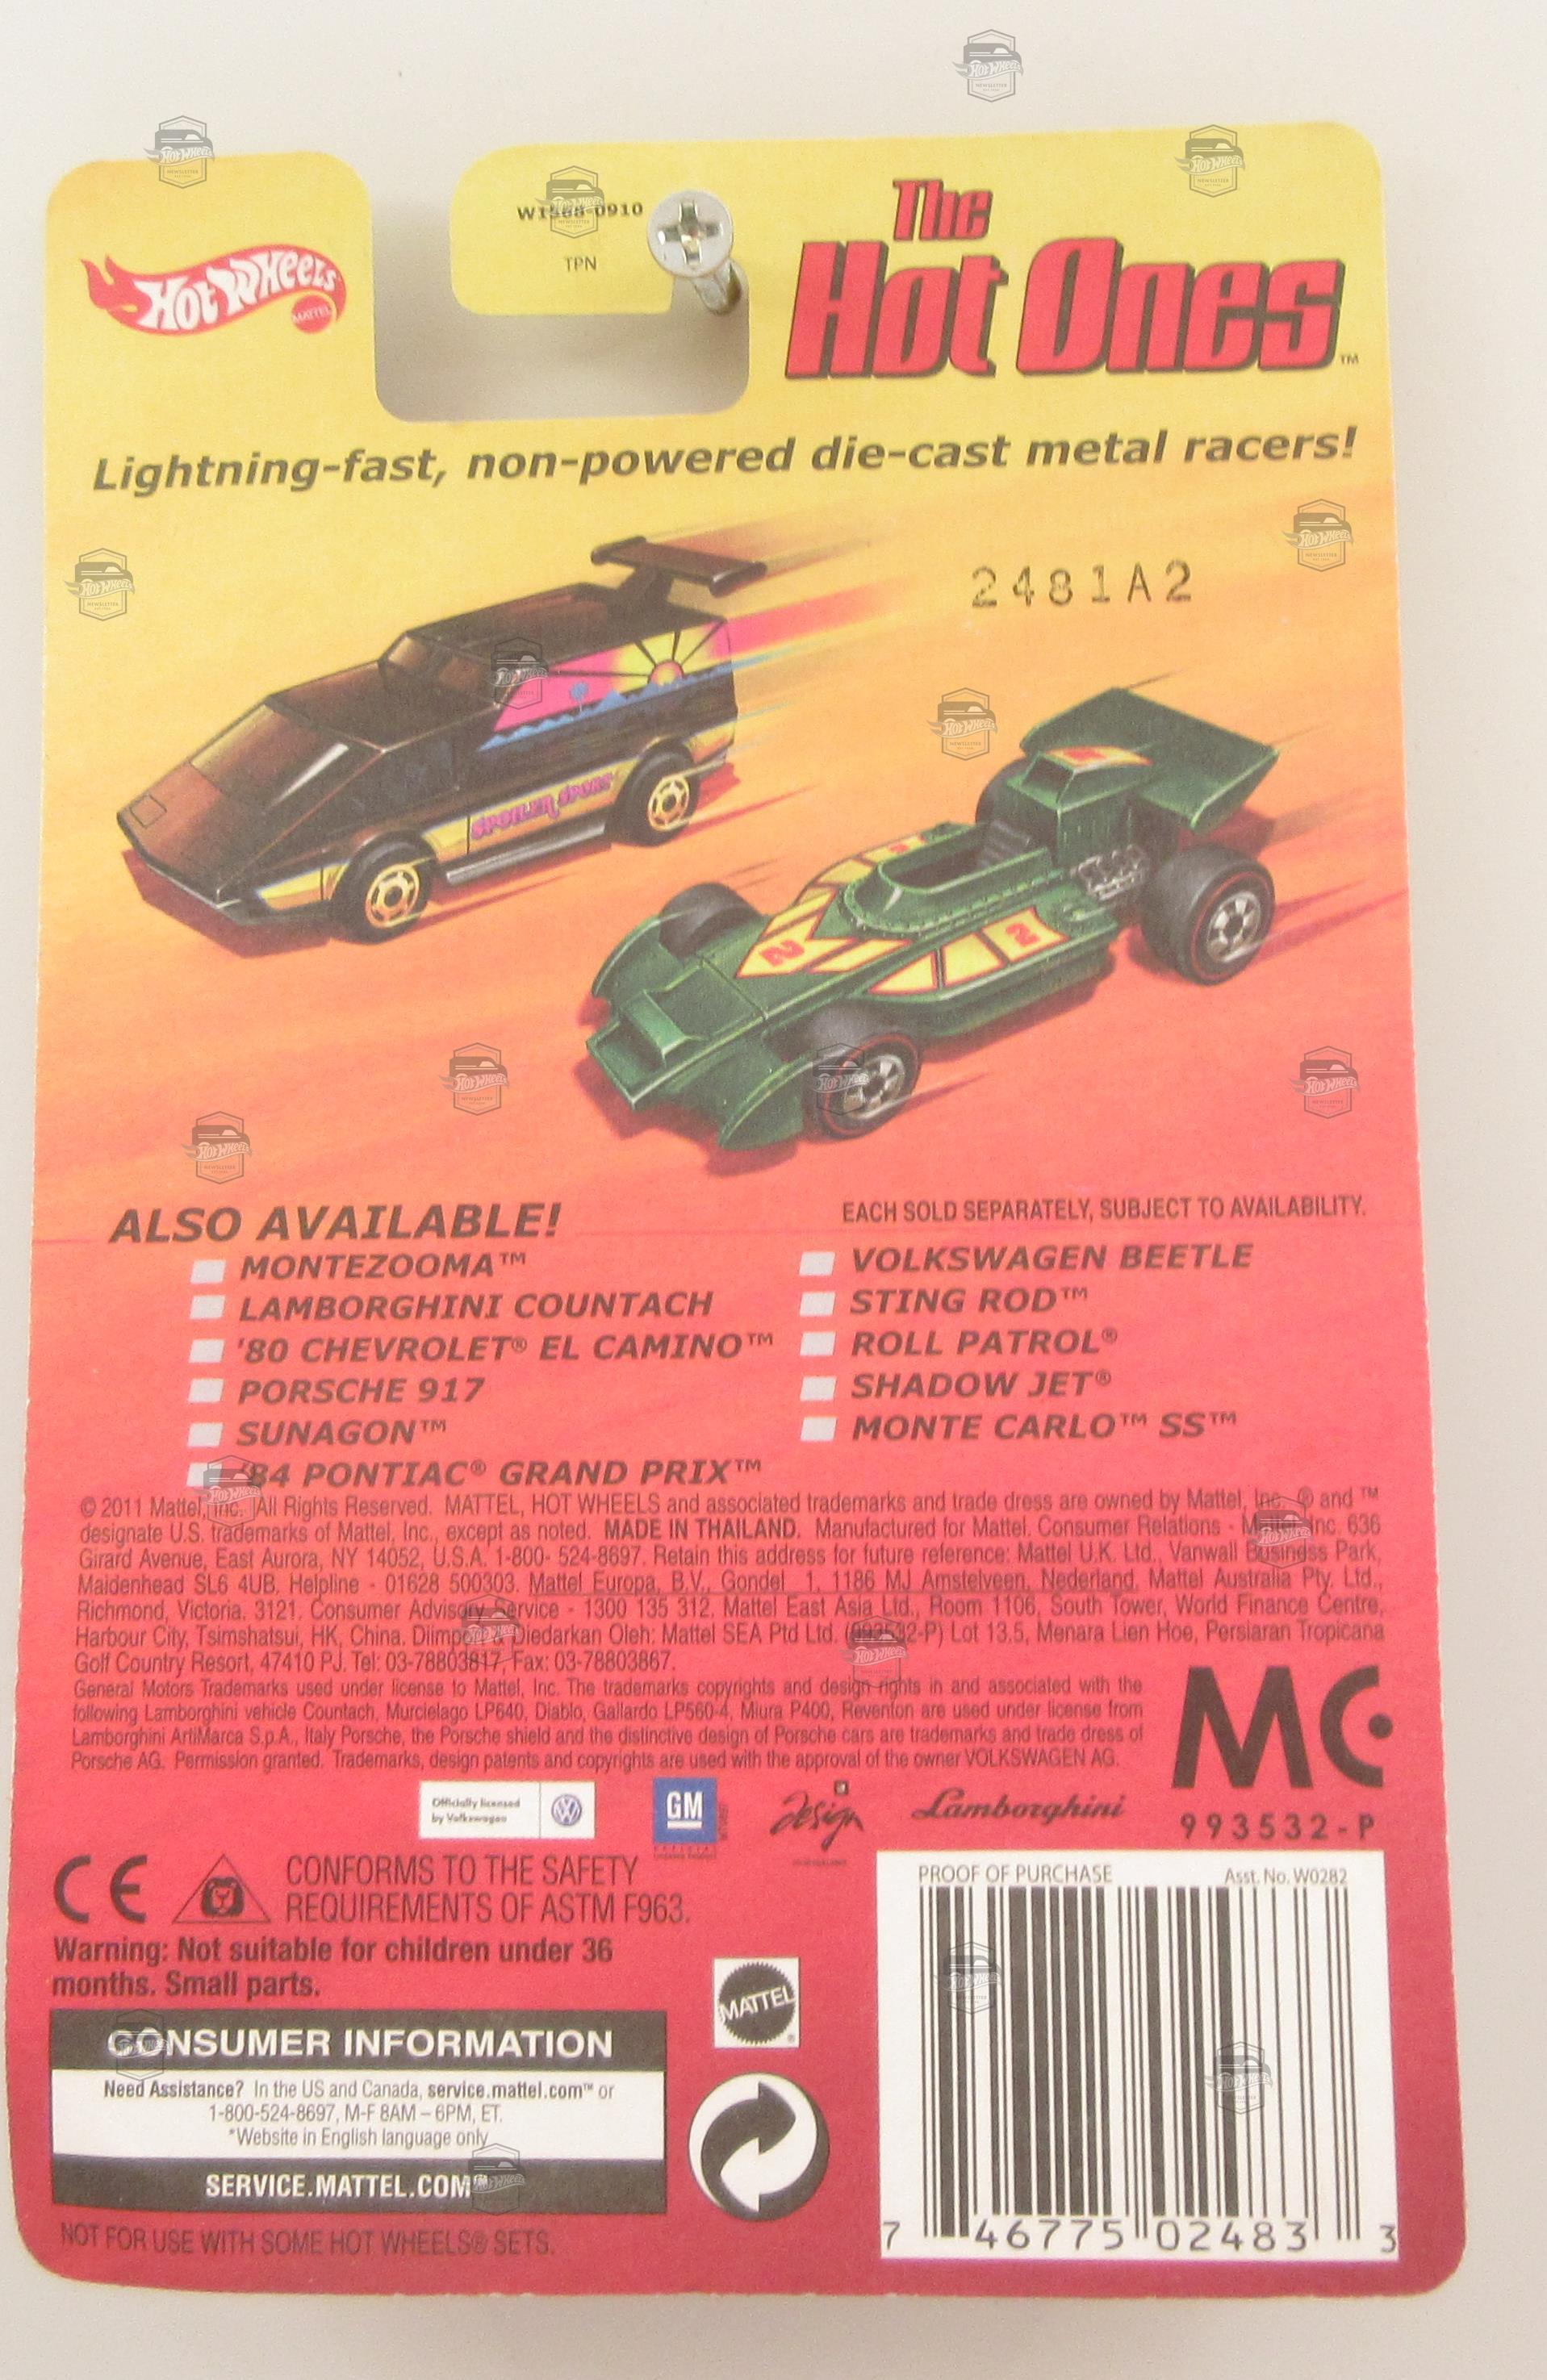 W1568-0910
TPN
Hot Wheels
MATTEL
The
Hot Ones™
Lightning-fast, non-powered die-cast metal racers!
2481A2
SPOILER SPORT
2
2
ALSO AVAILABLE!
EACH SOLD SEPARATELY, SUBJECT TO AVAILABILITY.
MONTEZOOMA™
LAMBORGHINI COUNTACH
'80 CHEVROLET® EL CAMINO™
PORSCHE 917
SUNAGON™
'84 PONTIAC® GRAND PRIX™
VOLKSWAGEN BEETLE
STING ROD™
ROLL PATROL®
SHADOW JET®
MONTE CARLO™ SS™
© 2011 Mattel, Inc. All Rights Reserved. MATTEL, HOT WHEELS and associated trademarks and trade dress are owned by Mattel, Inc. ® and ™
designate U.S. trademarks of Mattel, Inc., except as noted. MADE IN THAILAND. Manufactured for Mattel. Consumer Relations - Mattel, Inc. 636
Girard Avenue, East Aurora, NY 14052, U.S.A. 1-800- 524-8697. Retain this address for future reference: Mattel U.K. Ltd., Vanwall Business Park,
Maidenhead SL6 4UB. Helpline - 01628 500303. Mattel Europa, B.V., Gondel 1, 1186 MJ Amstelveen, Nederland. Mattel Australia Pty. Ltd.,
Richmond, Victoria. 3121. Consumer Advisory Service - 1300 135 312. Mattel East Asia Ltd., Room 1106, South Tower, World Finance Centre,
Harbour City, Tsimshatsui, HK, China. Diimport & Diedarkan Oleh: Mattel SEA Ptd Ltd. (993532-P) Lot 13.5, Menara Lien Hoe, Persiaran Tropicana
Golf Country Resort, 47410 PJ. Tel: 03-78803817, Fax: 03-78803867.
General Motors Trademarks used under license to Mattel, Inc. The trademarks copyrights and design rights in and associated with the
following Lamborghini vehicle Countach, Murcielago LP640, Diablo, Gallardo LP560-4, Miura P400, Reventon are used under license from
Lamborghini ArtiMarca S.p.A., Italy Porsche, the Porsche shield and the distinctive design of Porsche cars are trademarks and trade dress of
Porsche AG. Permission granted. Trademarks, design patents and copyrights are used with the approval of the owner VOLKSWAGEN AG.
MC
993532-P
Officially licensed
by Volkswagen
GM
Design
Lamborghini
CE
CONFORMS TO THE SAFETY
REQUIREMENTS OF ASTM F963.
Warning: Not suitable for children under 36
months. Small parts.
CONSUMER INFORMATION
Need Assistance? In the US and Canada, service.mattel.com™ or
1-800-524-8697, M-F 8AM – 6PM, ET.
*Website in English language only
SERVICE.MATTEL.COM™
NOT FOR USE WITH SOME HOT WHEELS® SETS.
MATTEL®
PROOF OF PURCHASE
Asst. No. W0282
7 46775 02483 3